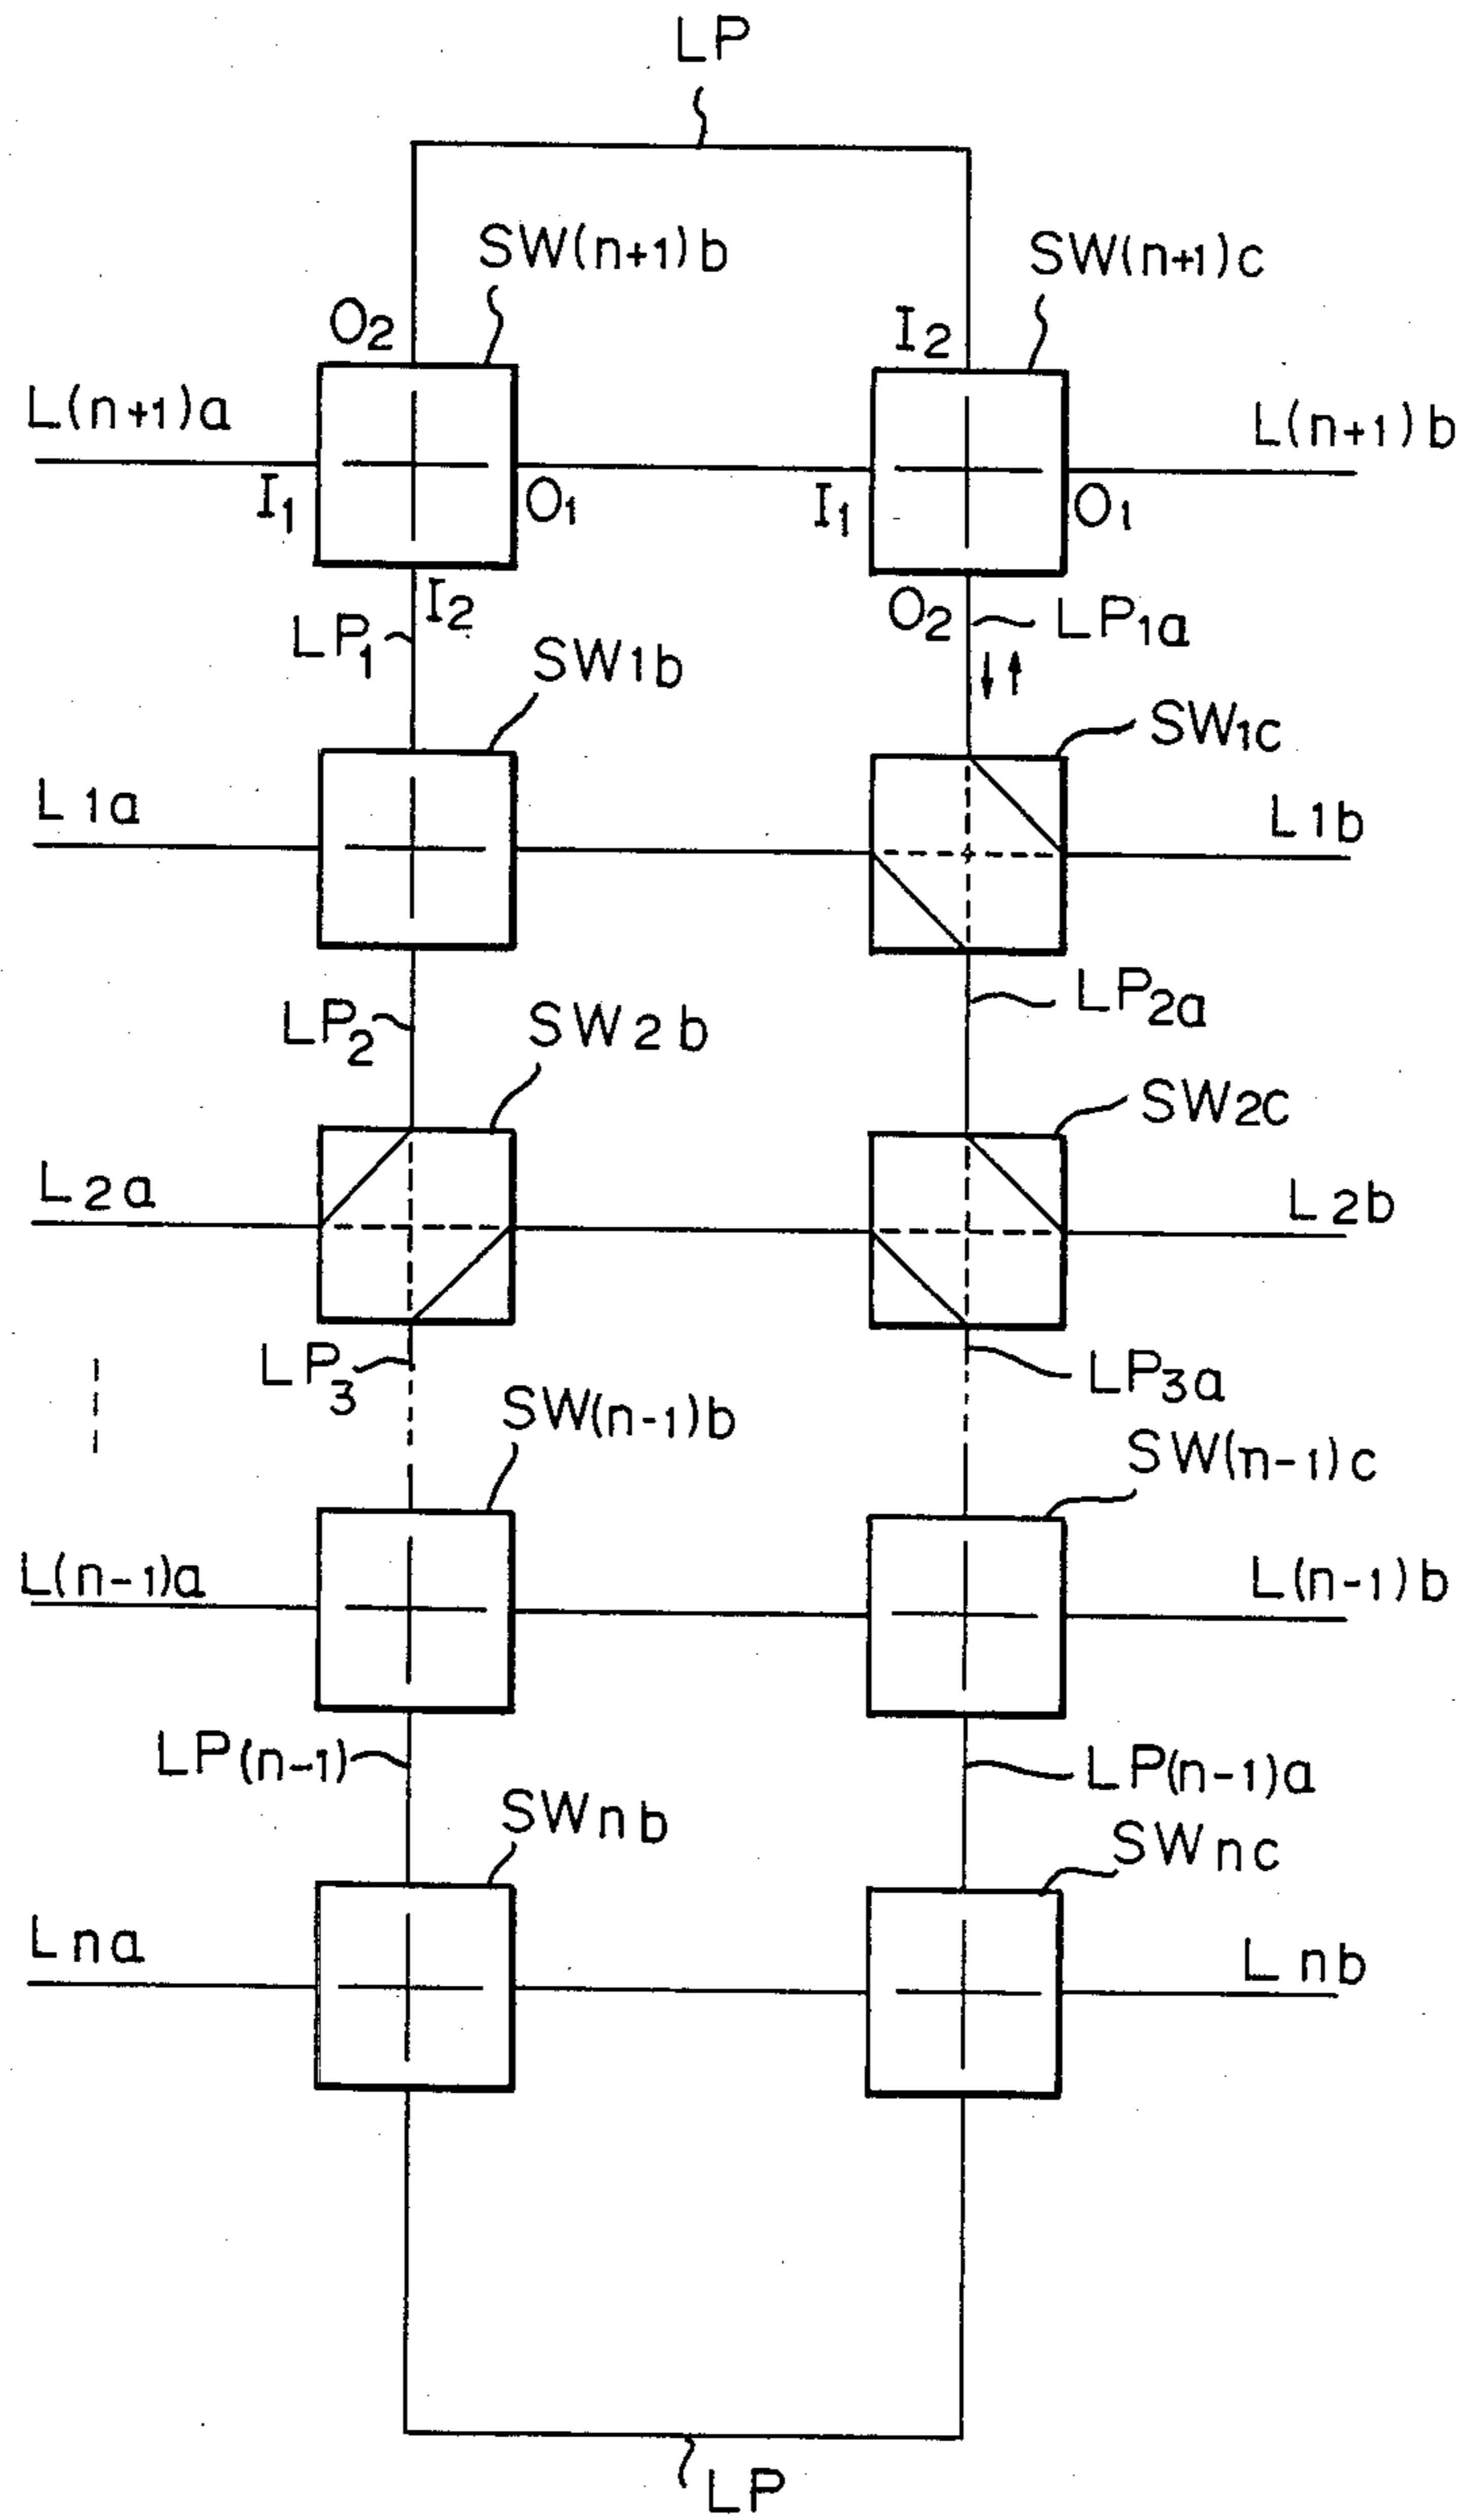 LP
SW(n+1)b
SW(n+1)c
O2
I2
L(n+1)a
L(n+1)b
I1
O1
I1
O1
I2
O2
LP1
LP1a
SW1b
SW1c
L1a
L1b
LP2
LP2a
SW2b
SW2c
L2a
L2b
LP3
LP3a
SW(n-1)b
SW(n-1)c
L(n-1)a
L(n-1)b
LP(n-1)
LP(n-1)a
SWnb
SWnc
Lna
Lnb
LP